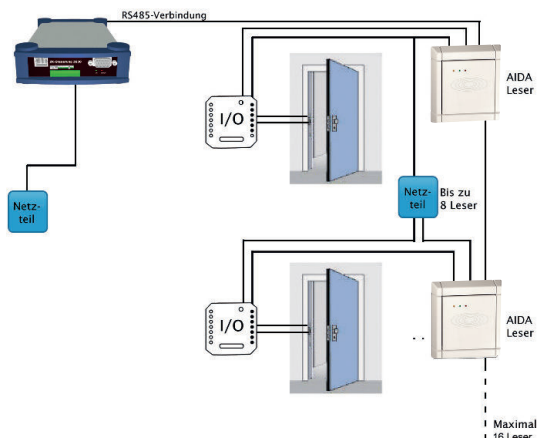 RS485-Verbindung
AIDA
Leser
I/O
Netz-
teil
Bis zu
8 Leser
Netz-
teil
I/O
AIDA
Leser
Maximal
16 Leser